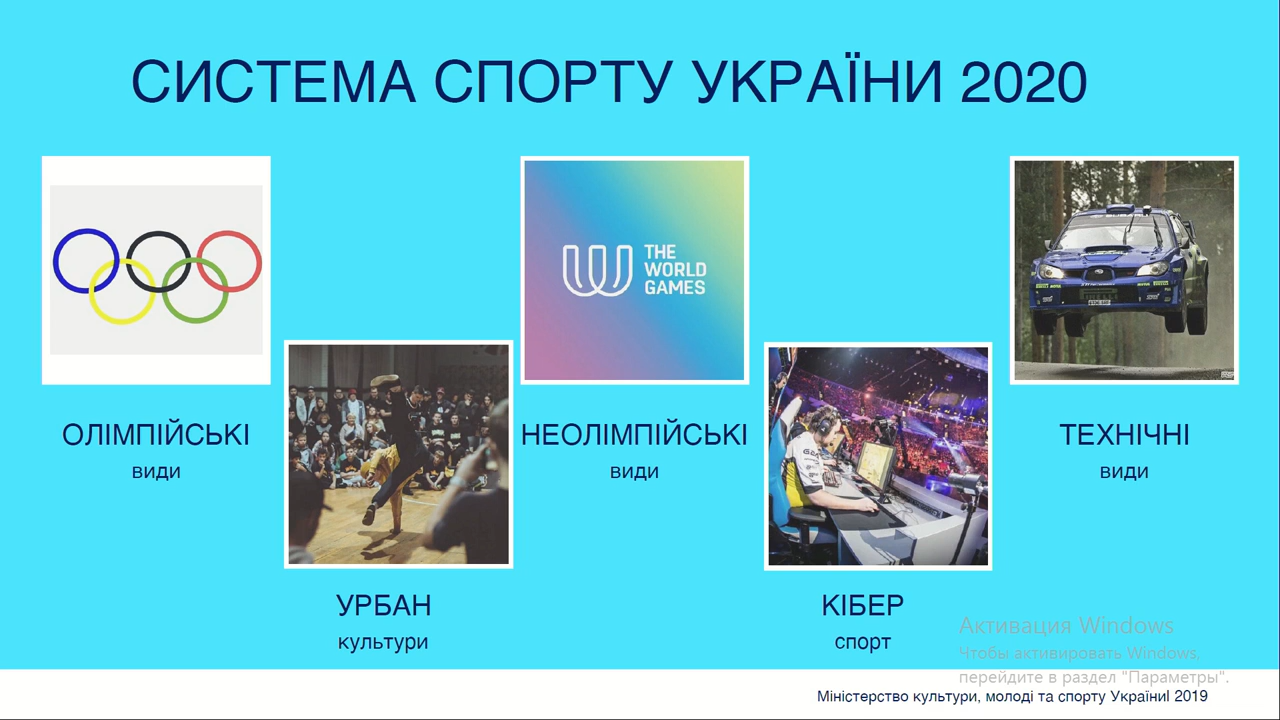 СИСТЕМА СПОРТУ УКРАЇНИ 2020
THE
WORLD
GAMES
ОЛІМПІЙСЬКІ
види
НЕОЛІМПІЙСЬКІ
види
ТЕХНІЧНІ
види
УРБАН
культури
КІБЕР
спорт
Активация Windows
Чтобы активировать Windows,
перейдите в раздел "Параметры".
Міністерство культури, молоді та спорту УкраїниІ 2019